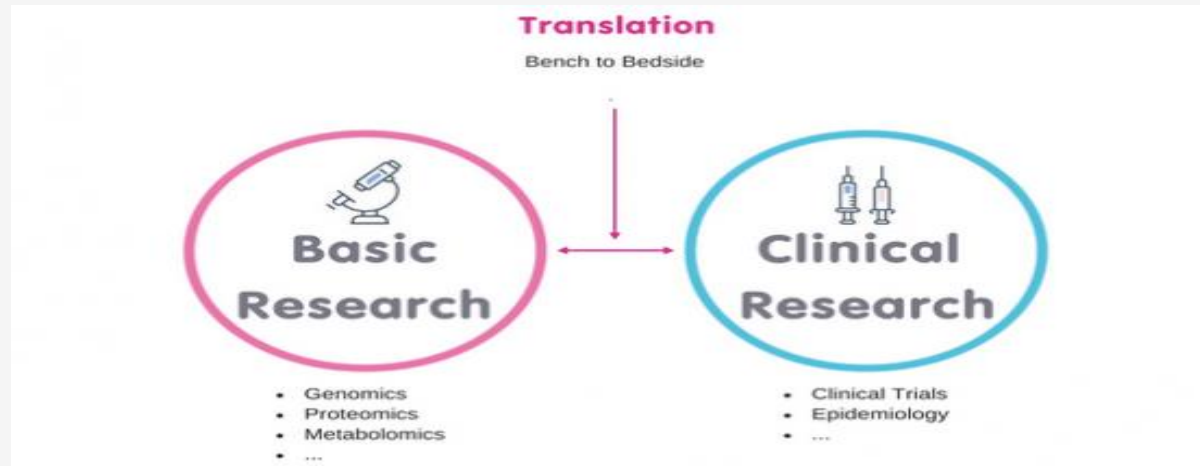 Translation
Bench to Bedside
Basic
Research
Clinical
Research
• Genomics
• Proteomics
• Metabolomics
• ...
• Clinical Trials
• Epidemiology
• ...